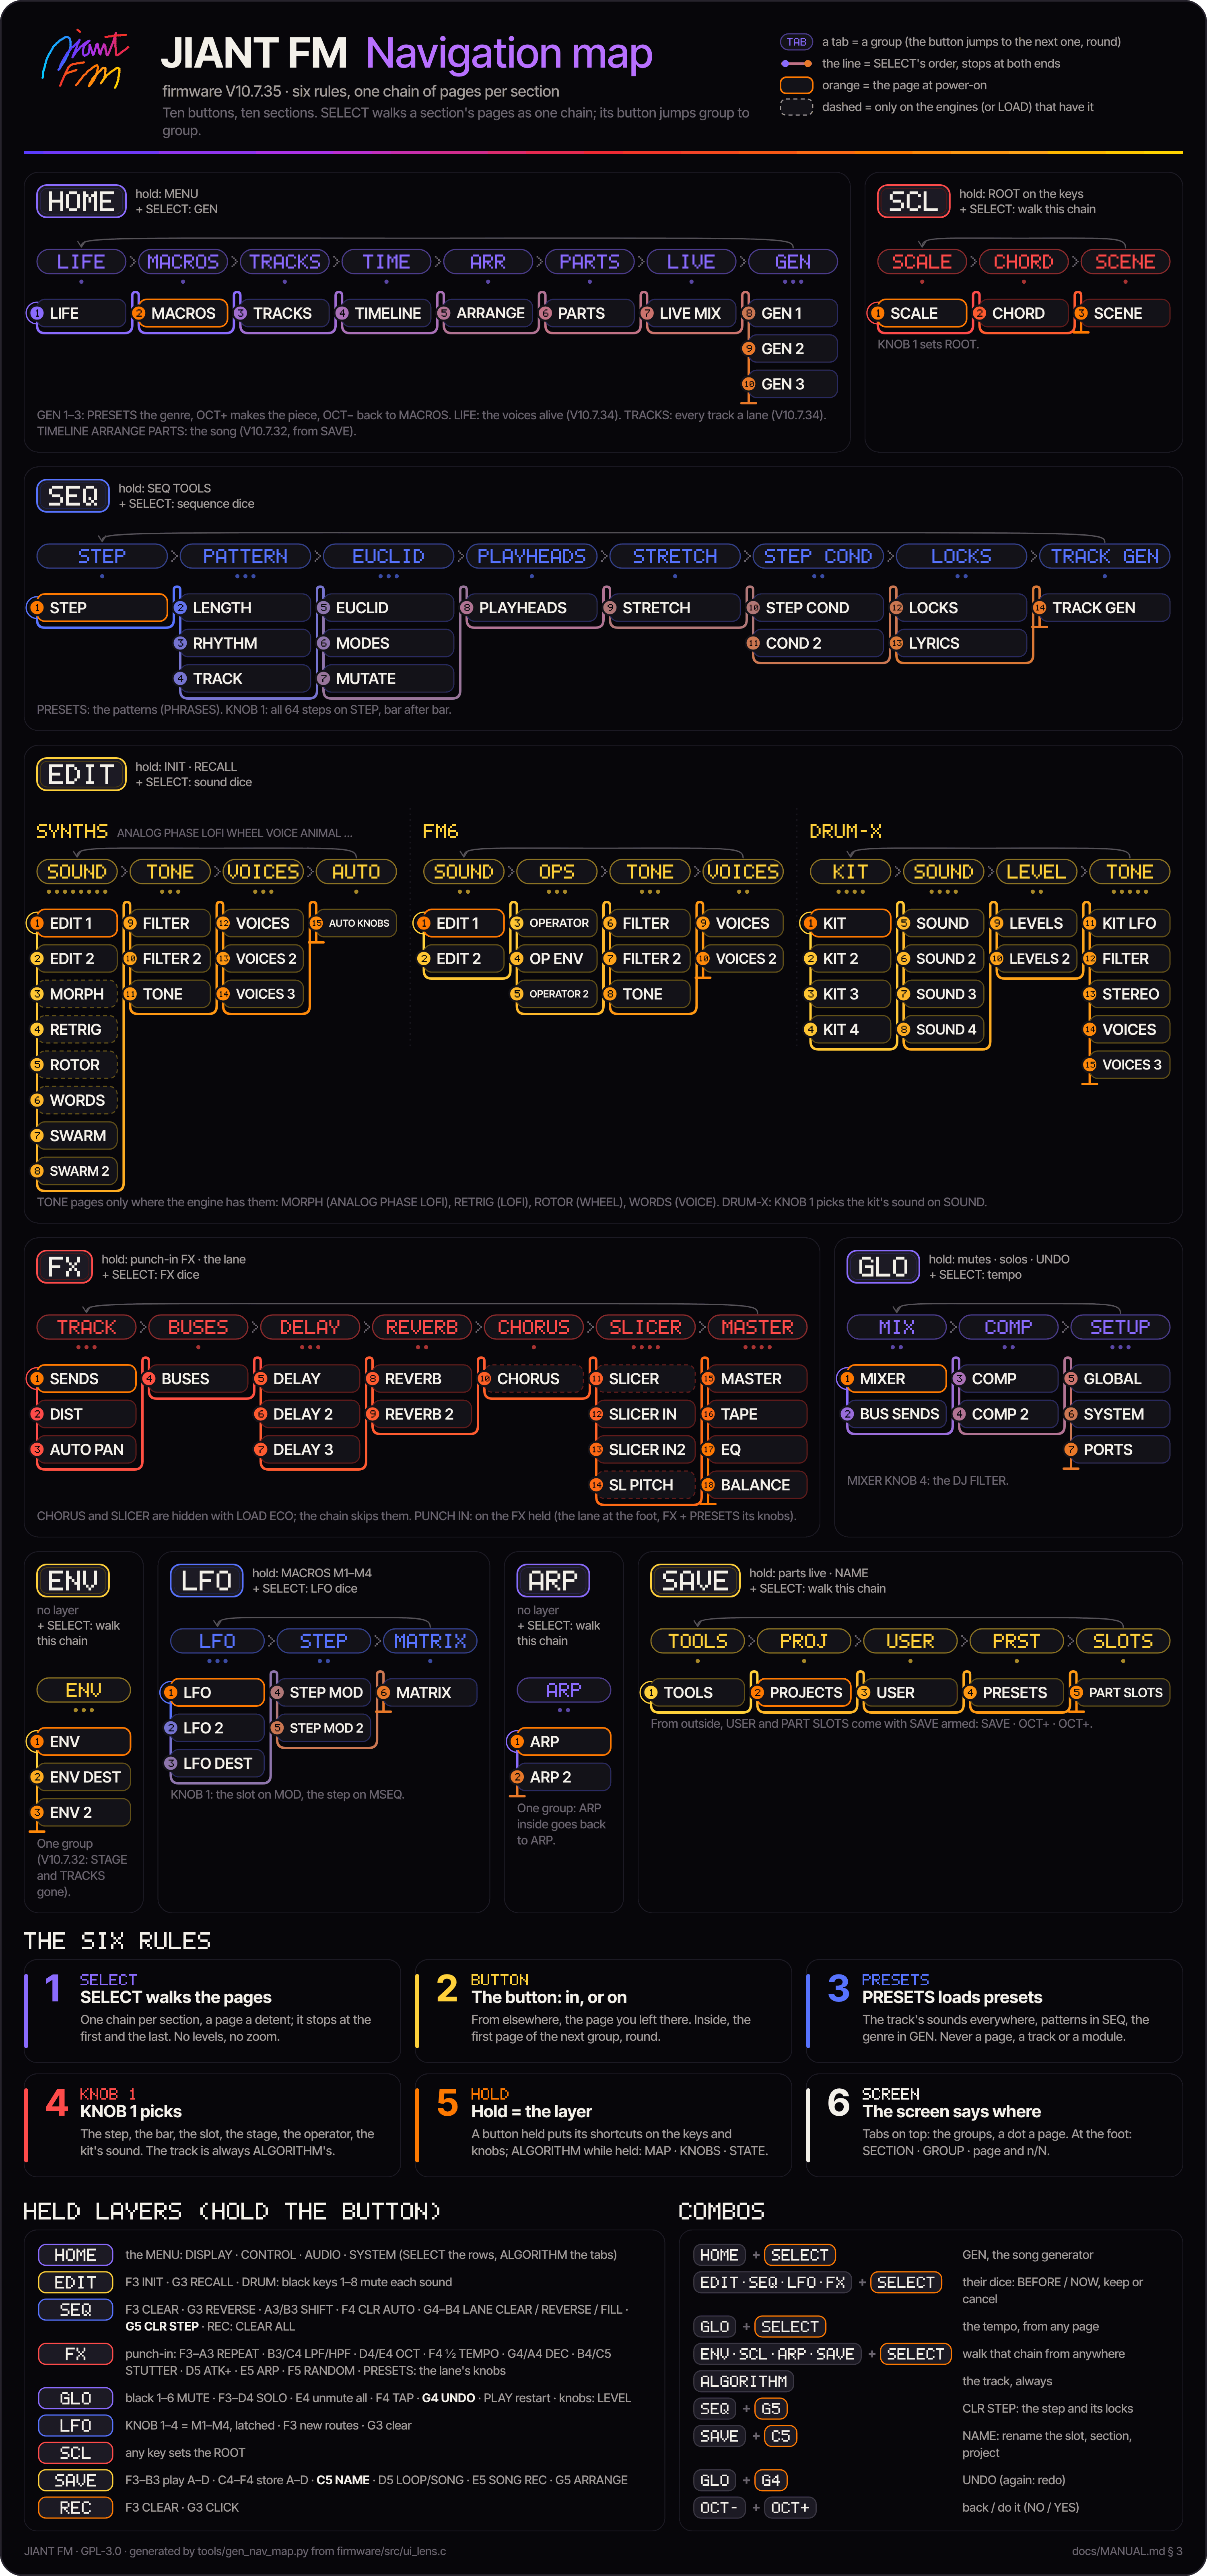 Jiant
Fm
JIANT FM Navigation map
firmware V10.7.35 · six rules, one chain of pages per section
Ten buttons, ten sections. SELECT walks a section's pages as one chain; its button jumps group to
group.
TAB a tab = a group (the button jumps to the next one, round)
the line = SELECT's order, stops at both ends
orange = the page at power-on
dashed = only on the engines (or LOAD) that have it
HOME
hold: MENU
+ SELECT: GEN
LIFE > MACROS > TRACKS > TIME > ARR > PARTS > LIVE > GEN
1 LIFE 2 MACROS 3 TRACKS 4 TIMELINE 5 ARRANGE 6 PARTS 7 LIVE MIX 8 GEN 1
9 GEN 2
10 GEN 3
GEN 1–3: PRESETS the genre, OCT+ makes the piece, OCT− back to MACROS. LIFE: the voices alive (V10.7.34). TRACKS: every track a lane (V10.7.34).
TIMELINE ARRANGE PARTS: the song (V10.7.32, from SAVE).
SCL
hold: ROOT on the keys
+ SELECT: walk this chain
SCALE > CHORD > SCENE
1 SCALE 2 CHORD 3 SCENE
KNOB 1 sets ROOT.
SEQ
hold: SEQ TOOLS
+ SELECT: sequence dice
STEP > PATTERN > EUCLID > PLAYHEADS > STRETCH > STEP COND > LOCKS > TRACK GEN
1 STEP 2 LENGTH 5 EUCLID 8 PLAYHEADS 9 STRETCH 10 STEP COND 12 LOCKS 14 TRACK GEN
3 RHYTHM 6 MODES 11 COND 2 13 LYRICS
4 TRACK 7 MUTATE
PRESETS: the patterns (PHRASES). KNOB 1: all 64 steps on STEP, bar after bar.
EDIT
hold: INIT · RECALL
+ SELECT: sound dice
SYNTHS ANALOG PHASE LOFI WHEEL VOICE ANIMAL ...
SOUND > TONE > VOICES > AUTO
1 EDIT 1 9 FILTER 12 VOICES 15 AUTO KNOBS
2 EDIT 2 10 FILTER 2 13 VOICES 2
3 MORPH 11 TONE 14 VOICES 3
4 RETRIG
5 ROTOR
6 WORDS
7 SWARM
8 SWARM 2
FM6
SOUND > OPS > TONE > VOICES
1 EDIT 1 3 OPERATOR 6 FILTER 9 VOICES
2 EDIT 2 4 OP ENV 7 FILTER 2 10 VOICES 2
5 OPERATOR 2 8 TONE
DRUM-X
KIT > SOUND > LEVEL > TONE
1 KIT 5 SOUND 9 LEVELS 11 KIT LFO
2 KIT 2 6 SOUND 2 10 LEVELS 2 12 FILTER
3 KIT 3 7 SOUND 3 13 STEREO
4 KIT 4 8 SOUND 4 14 VOICES
15 VOICES 3
TONE pages only where the engine has them: MORPH (ANALOG PHASE LOFI), RETRIG (LOFI), ROTOR (WHEEL), WORDS (VOICE). DRUM-X: KNOB 1 picks the kit's sound on SOUND.
FX
hold: punch-in FX · the lane
+ SELECT: FX dice
TRACK > BUSES > DELAY > REVERB > CHORUS > SLICER > MASTER
1 SENDS 4 BUSES 5 DELAY 8 REVERB 10 CHORUS 11 SLICER 15 MASTER
2 DIST 6 DELAY 2 9 REVERB 2 12 SLICER IN 16 TAPE
3 AUTO PAN 7 DELAY 3 13 SLICER IN2 17 EQ
14 SL PITCH 18 BALANCE
CHORUS and SLICER are hidden with LOAD ECO; the chain skips them. PUNCH IN: on the FX held (the lane at the foot, FX + PRESETS its knobs).
GLO
hold: mutes · solos · UNDO
+ SELECT: tempo
MIX > COMP > SETUP
1 MIXER 3 COMP 5 GLOBAL
2 BUS SENDS 4 COMP 2 6 SYSTEM
7 PORTS
MIXER KNOB 4: the DJ FILTER.
ENV
no layer
+ SELECT: walk
this chain
ENV
1 ENV
2 ENV DEST
3 ENV 2
One group
(V10.7.32: STAGE
and TRACKS
gone).
LFO
hold: MACROS M1–M4
+ SELECT: LFO dice
LFO > STEP > MATRIX
1 LFO 4 STEP MOD 6 MATRIX
2 LFO 2 5 STEP MOD 2
3 LFO DEST
KNOB 1: the slot on MOD, the step on MSEQ.
ARP
no layer
+ SELECT: walk
this chain
ARP
1 ARP
2 ARP 2
One group: ARP
inside goes back
to ARP.
SAVE
hold: parts live · NAME
+ SELECT: walk this chain
TOOLS > PROJ > USER > PRST > SLOTS
1 TOOLS 2 PROJECTS 3 USER 4 PRESETS 5 PART SLOTS
From outside, USER and PART SLOTS come with SAVE armed: SAVE · OCT+ · OCT+.
THE SIX RULES
1 SELECT
SELECT walks the pages
One chain per section, a page a detent; it stops at the
first and the last. No levels, no zoom.
2 BUTTON
The button: in, or on
From elsewhere, the page you left there. Inside, the
first page of the next group, round.
3 PRESETS
PRESETS loads presets
The track's sounds everywhere, patterns in SEQ, the
genre in GEN. Never a page, a track or a module.
4 KNOB 1
KNOB 1 picks
The step, the bar, the slot, the stage, the operator, the
kit's sound. The track is always ALGORITHM's.
5 HOLD
Hold = the layer
A button held puts its shortcuts on the keys and
knobs; ALGORITHM while held: MAP · KNOBS · STATE.
6 SCREEN
The screen says where
Tabs on top: the groups, a dot a page. At the foot:
SECTION · GROUP · page and n/N.
HELD LAYERS (HOLD THE BUTTON)
HOME the MENU: DISPLAY · CONTROL · AUDIO · SYSTEM (SELECT the rows, ALGORITHM the tabs)
EDIT F3 INIT · G3 RECALL · DRUM: black keys 1–8 mute each sound
SEQ F3 CLEAR · G3 REVERSE · A3/B3 SHIFT · F4 CLR AUTO · G4–B4 LANE CLEAR / REVERSE / FILL ·
G5 CLR STEP · REC: CLEAR ALL
FX punch-in: F3–A3 REPEAT · B3/C4 LPF/HPF · D4/E4 OCT · F4 ½ TEMPO · G4/A4 DEC · B4/C5
STUTTER · D5 ATK+ · E5 ARP · F5 RANDOM · PRESETS: the lane's knobs
GLO black 1–6 MUTE · F3–D4 SOLO · E4 unmute all · F4 TAP · G4 UNDO · PLAY restart · knobs: LEVEL
LFO KNOB 1–4 = M1–M4, latched · F3 new routes · G3 clear
SCL any key sets the ROOT
SAVE F3–B3 play A–D · C4–F4 store A–D · C5 NAME · D5 LOOP/SONG · E5 SONG REC · G5 ARRANGE
REC F3 CLEAR · G3 CLICK
COMBOS
HOME + SELECT GEN, the song generator
EDIT·SEQ·LFO·FX + SELECT their dice: BEFORE / NOW, keep or
cancel
GLO + SELECT the tempo, from any page
ENV·SCL·ARP·SAVE + SELECT walk that chain from anywhere
ALGORITHM the track, always
SEQ + G5 CLR STEP: the step and its locks
SAVE + C5 NAME: rename the slot, section,
project
GLO + G4 UNDO (again: redo)
OCT- + OCT+ back / do it (NO / YES)
JIANT FM · GPL-3.0 · generated by tools/gen_nav_map.py from firmware/src/ui_lens.c
docs/MANUAL.md § 3